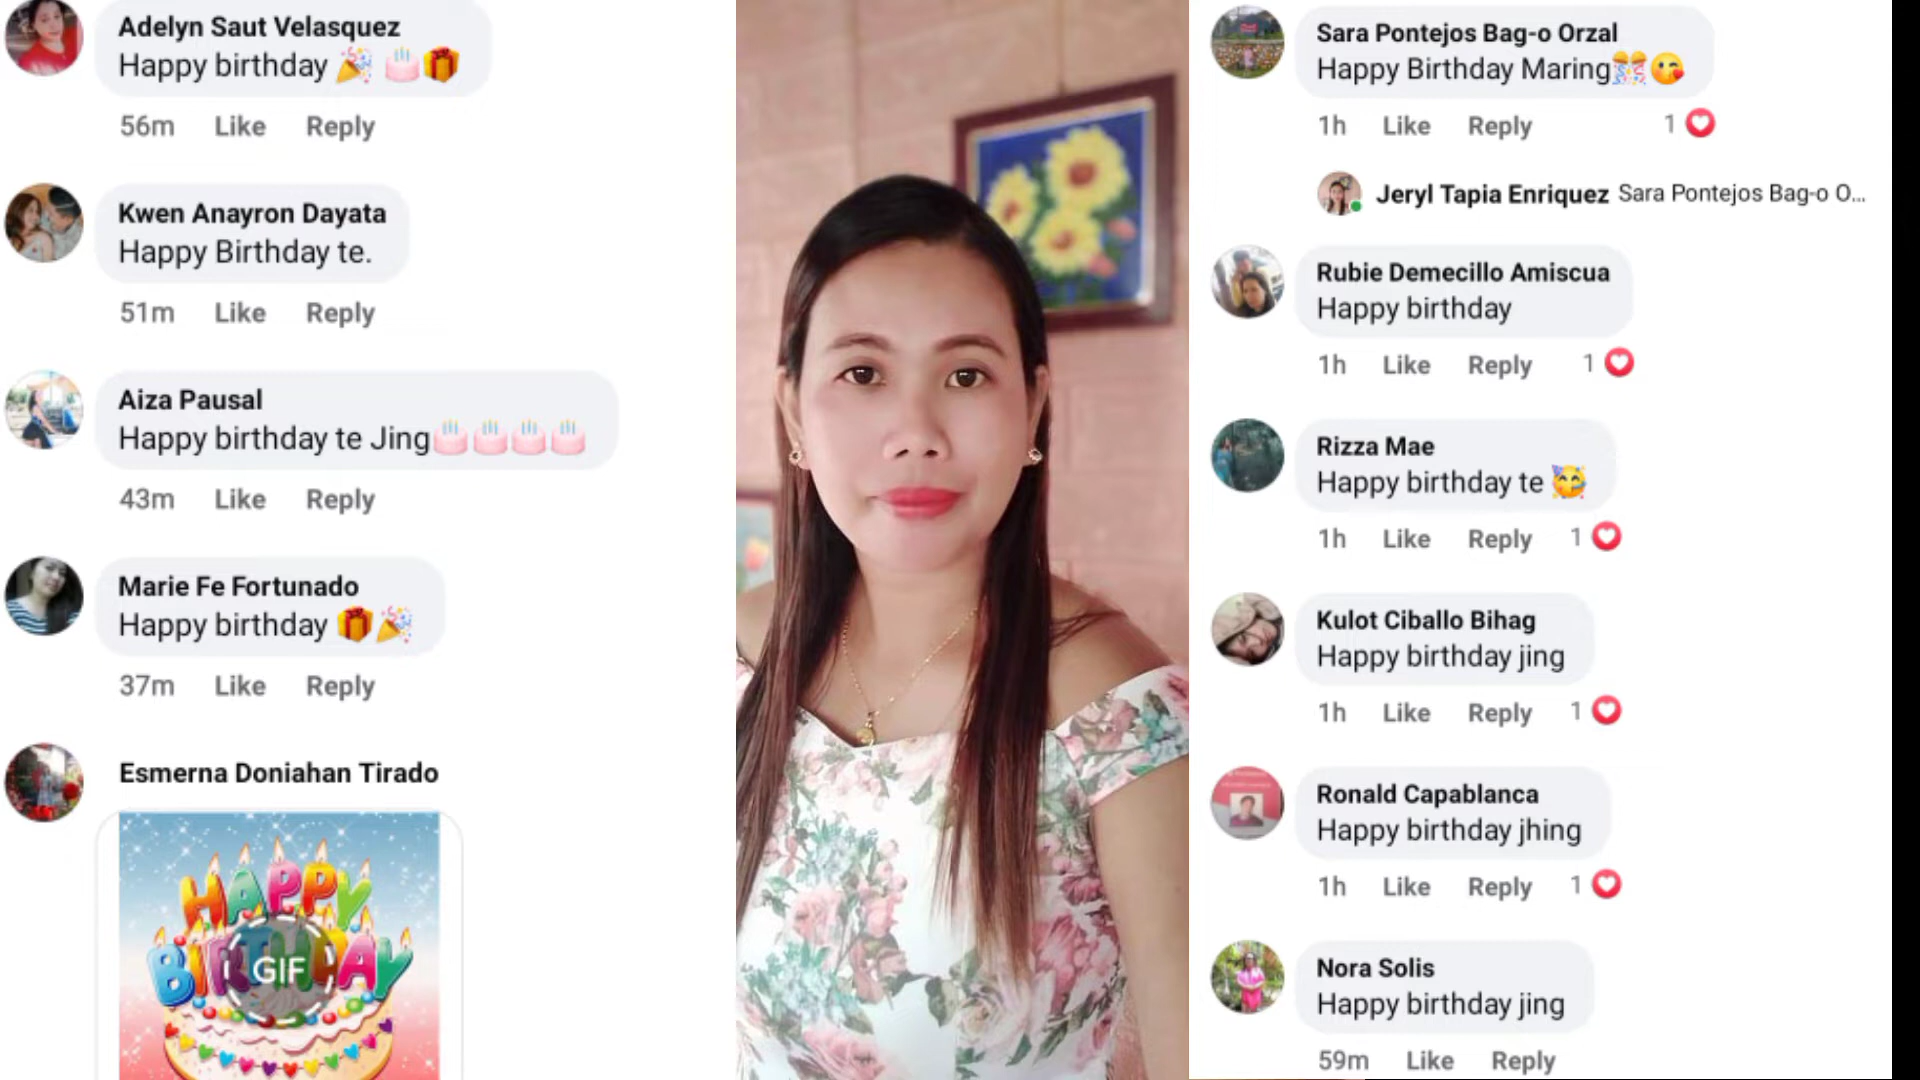 Adelyn Saut Velasquez
Happy birthday 🎉 🎂🎁
56m Like Reply
Kwen Anayron Dayata
Happy Birthday te.
51m Like Reply
Aiza Pausal
Happy birthday te Jing🎂🎂🎂🎂
43m Like Reply
Marie Fe Fortunado
Happy birthday 🎁🎉
37m Like Reply
Esmerna Doniahan Tirado
HAPPY
BIRTHDAY
GIF
Sara Pontejos Bag-o Orzal
Happy Birthday Maring🎊😘
1h Like Reply 1
Jeryl Tapia Enriquez Sara Pontejos Bag-o O...
Rubie Demecillo Amiscua
Happy birthday
1h Like Reply 1
Rizza Mae
Happy birthday te 🥳
1h Like Reply 1
Kulot Ciballo Bihag
Happy birthday jing
1h Like Reply 1
Ronald Capablanca
Happy birthday jhing
1h Like Reply 1
Nora Solis
Happy birthday jing
59m Like Reply